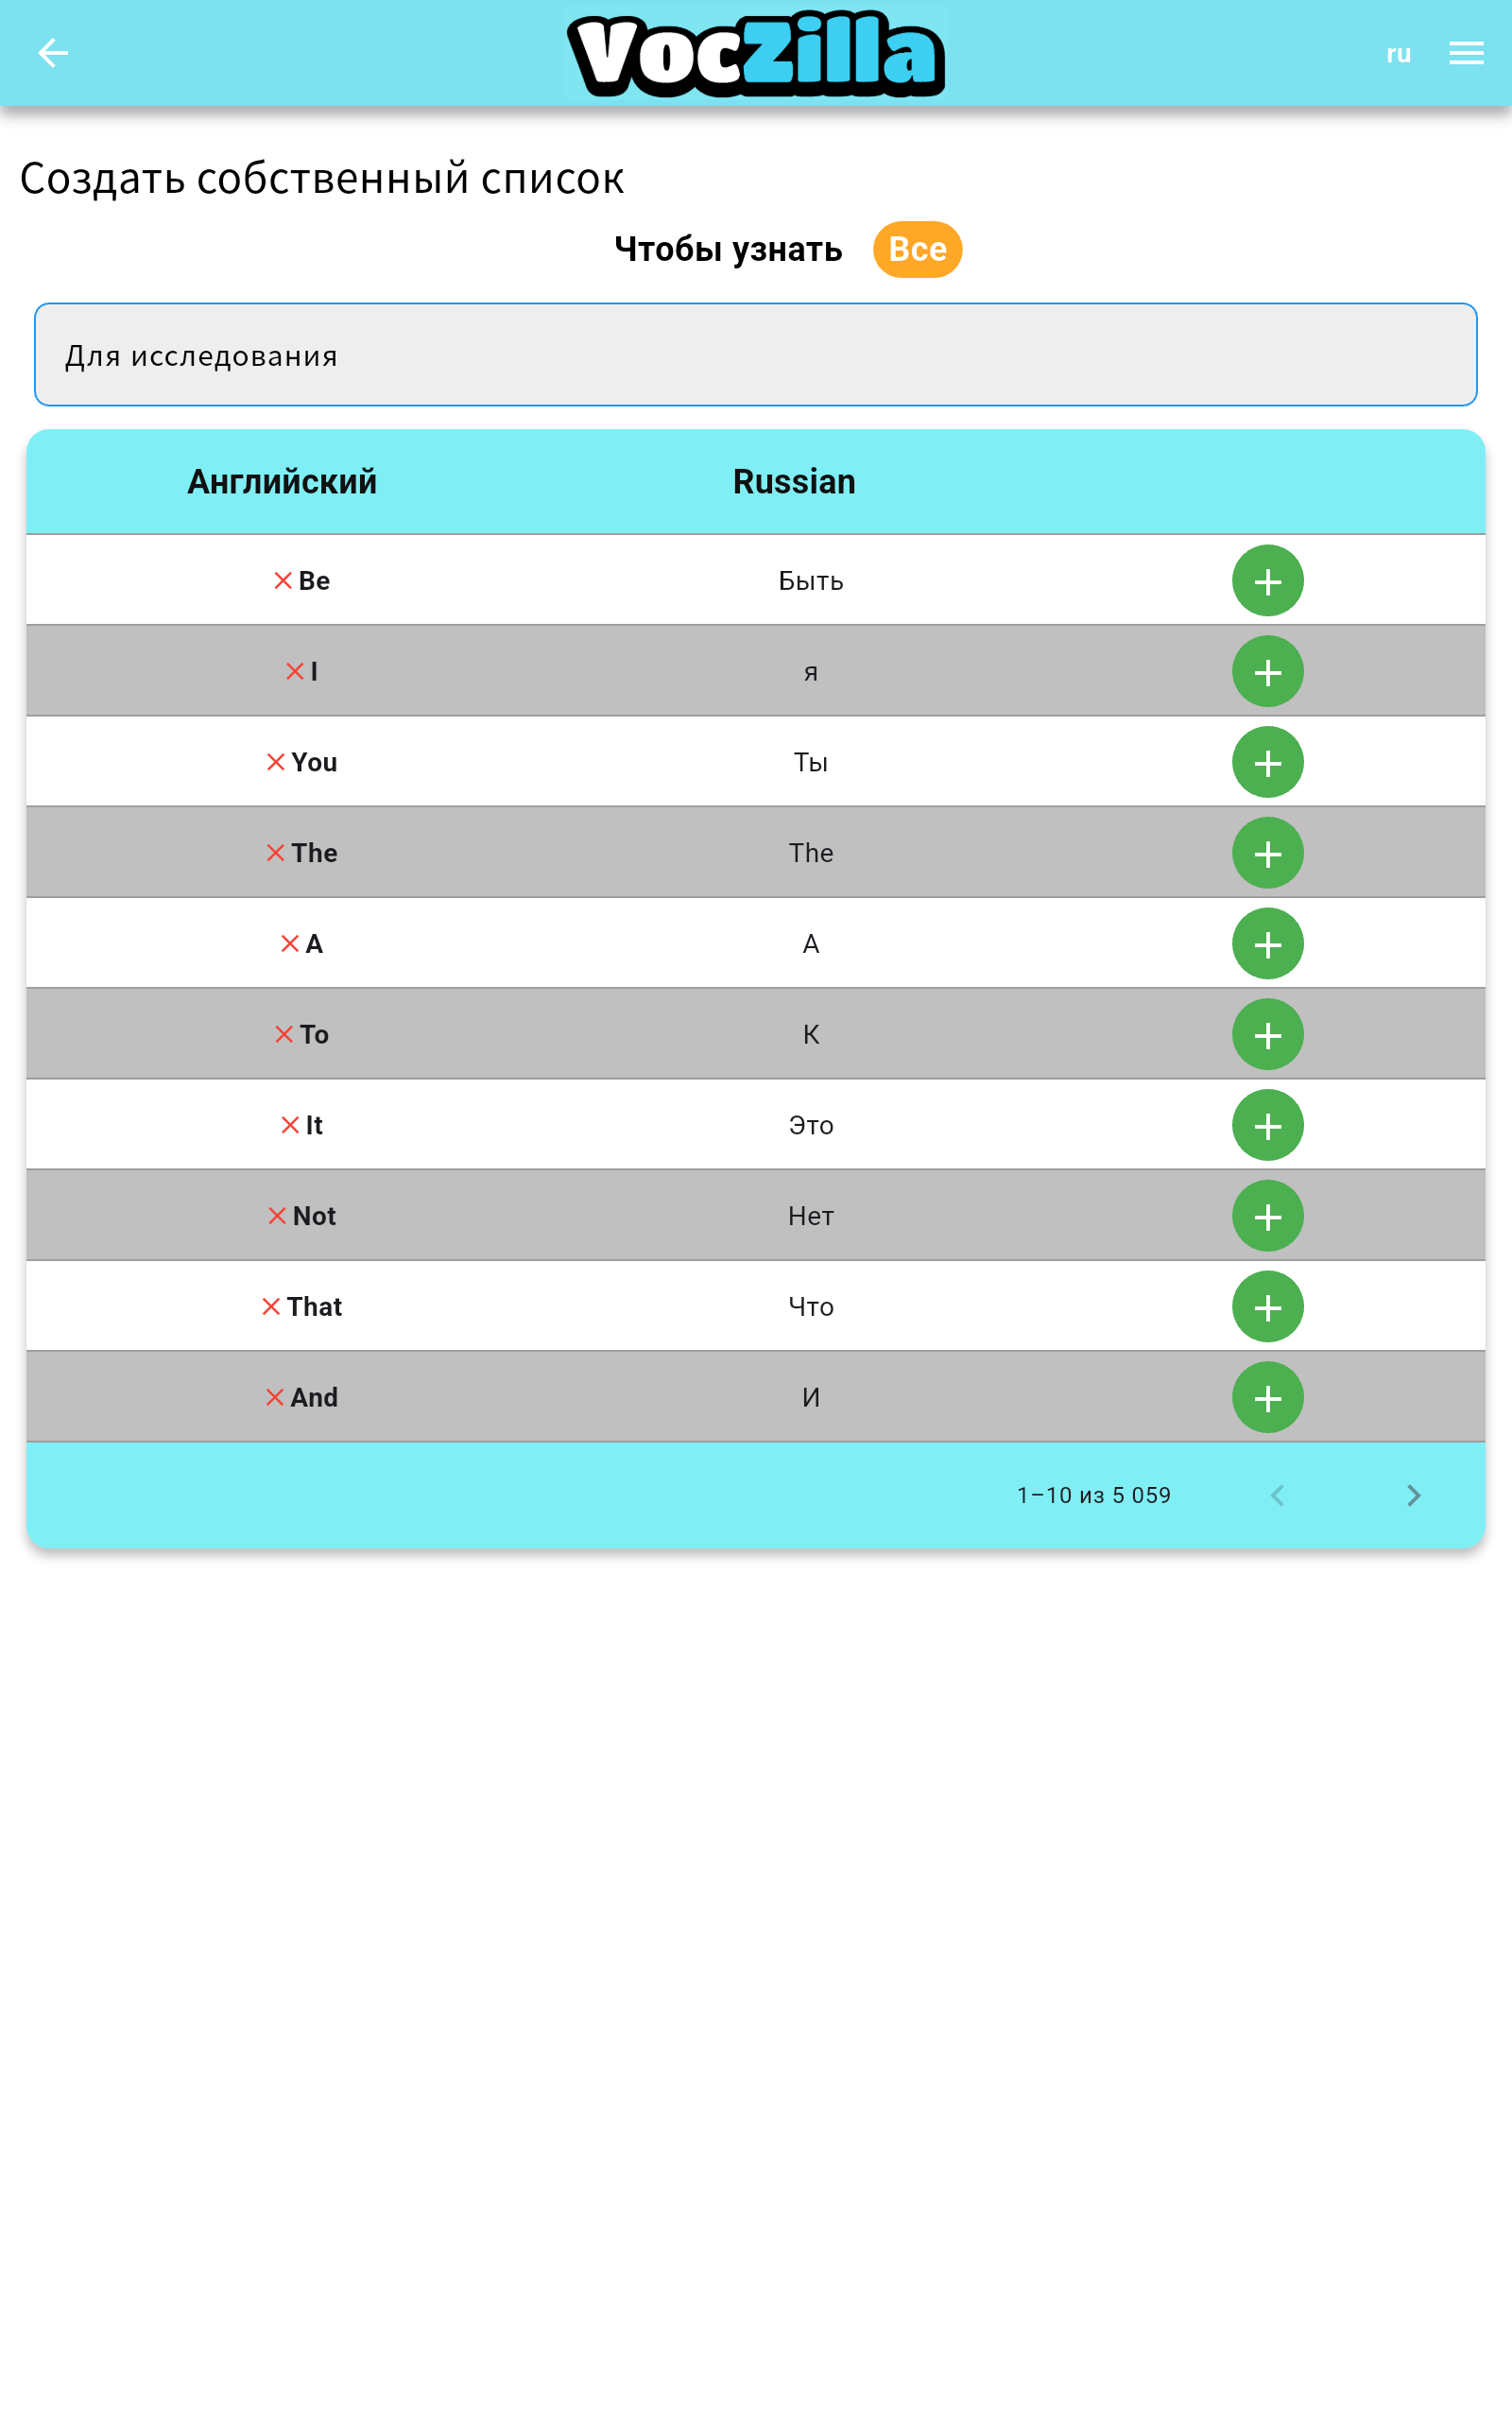 VocZilla
ru
Создать собственный список
Чтобы узнать Все
Для исследования
Английский Russian
Be Быть
I я
You Ты
The The
A А
To К
It Это
Not Нет
That Что
And И
1–10 из 5 059